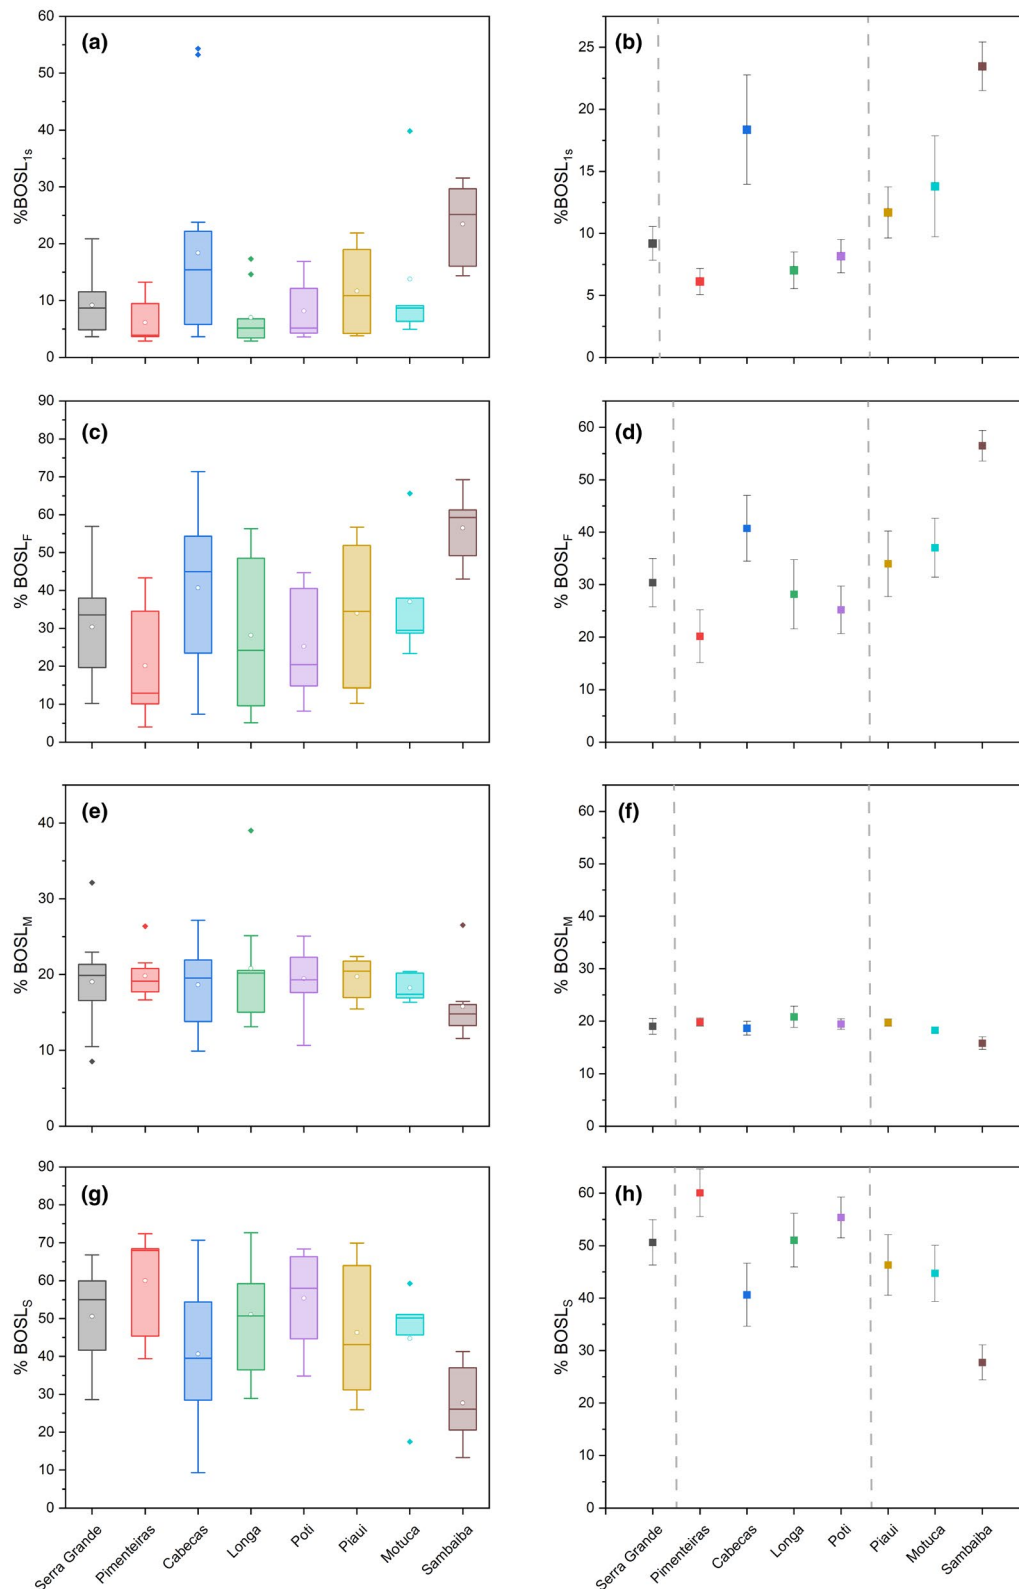 (a)
%BOSL1s
60
50
40
30
20
10
0
(b)
%BOSL1s
25
20
15
10
5
0
(c)
% BOSLF
90
80
70
60
50
40
30
20
10
0
(d)
% BOSLF
60
50
40
30
20
10
0
(e)
% BOSLM
40
30
20
10
0
(f)
% BOSLM
60
50
40
30
20
10
0
(g)
% BOSLS
90
80
70
60
50
40
30
20
10
0
Serra Grande
Pimenteiras
Cabecas
Longa
Poti
Piaui
Motuca
Sambaiba
(h)
% BOSLS
60
50
40
30
20
10
0
Serra Grande
Pimenteiras
Cabecas
Longa
Poti
Piaui
Motuca
Sambaiba